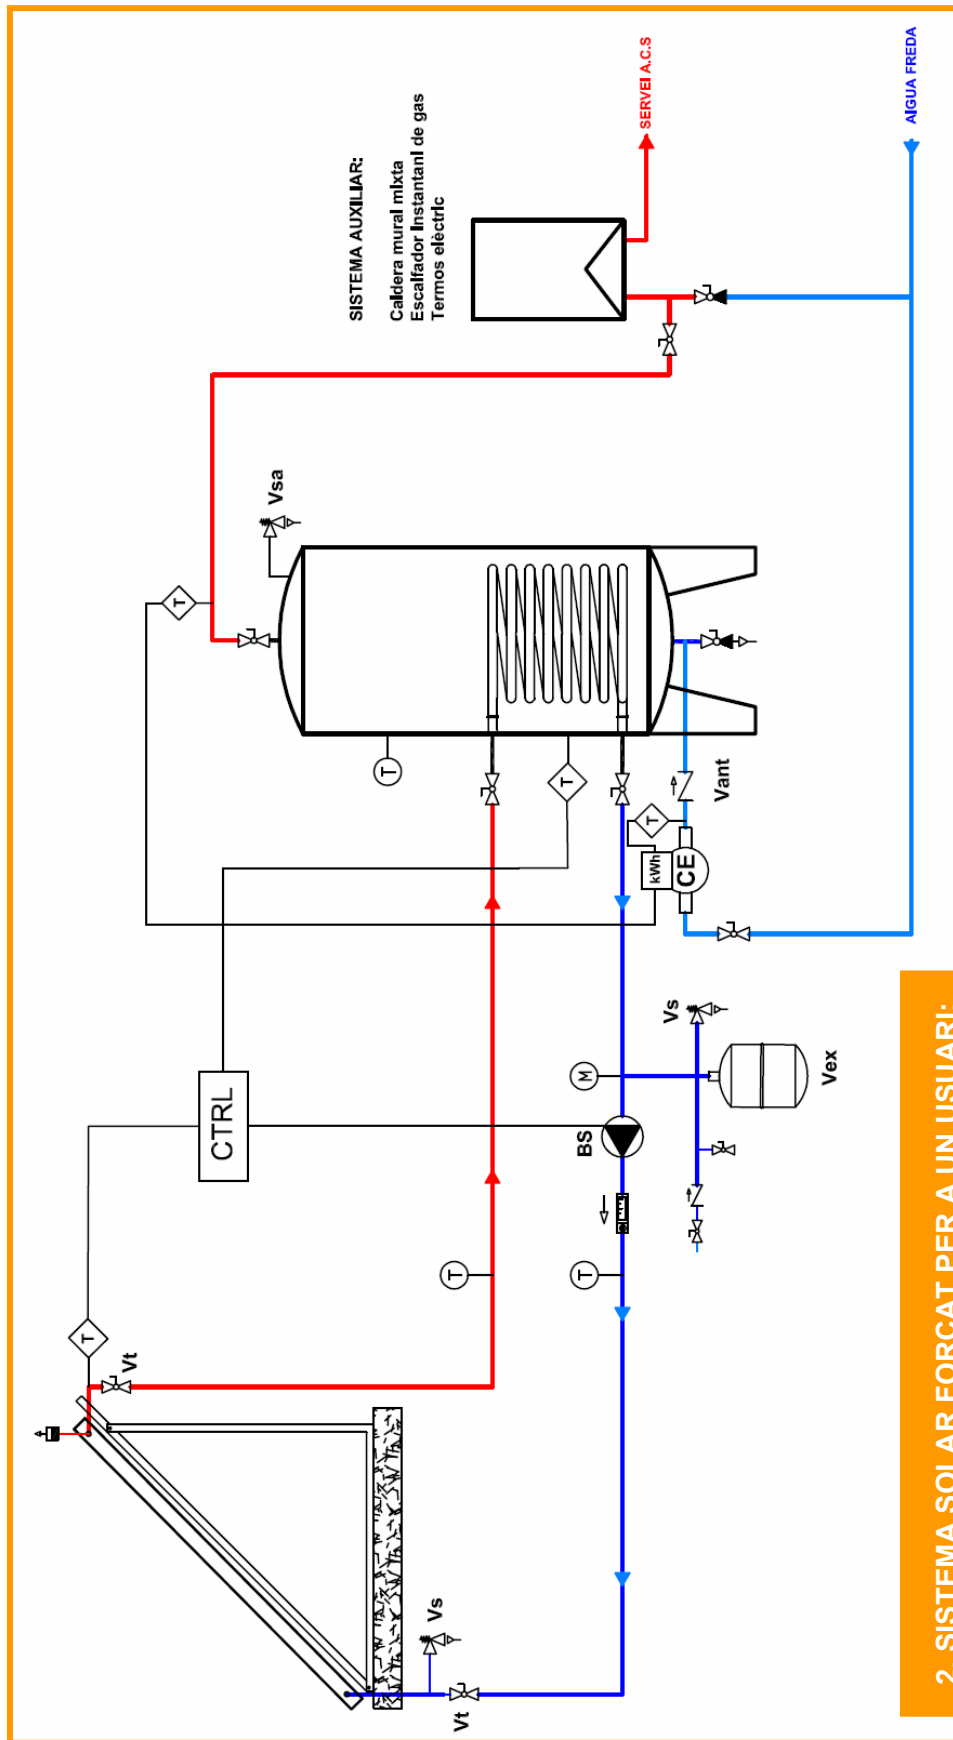 SISTEMA AUXILIAR:
Caldera mural mixta
Escalfador instantani de gas
Termos elèctric
SERVEI A.C.S
AIGUA FREDA
Vsa
T
T
T
T
kWh
CE
Vant
CTRL
T
Vt
T
T
M
BS
Vs
Vex
Vs
Vt
2. SISTEMA SOLAR FORÇAT PER A UN USUARI: